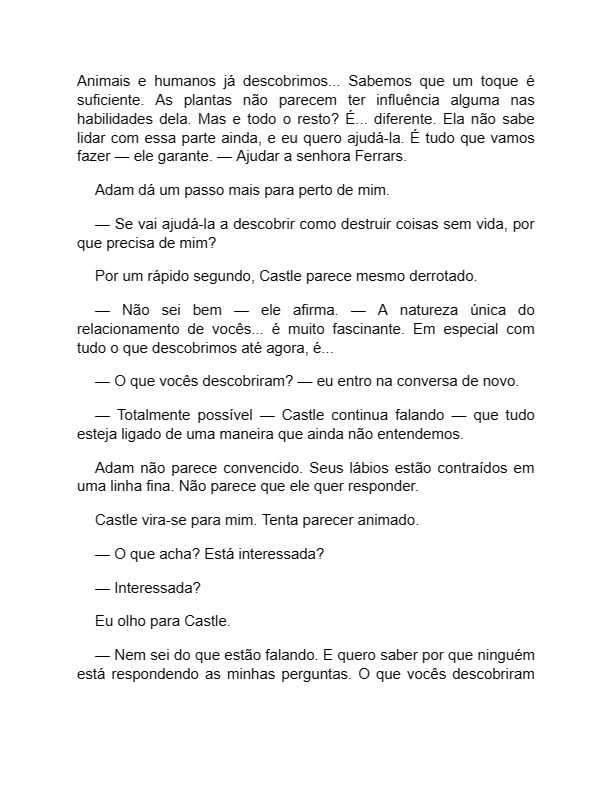 Animais e humanos já descobrimos... Sabemos que um toque é
suficiente. As plantas não parecem ter influência alguma nas
habilidades dela. Mas e todo o resto? É... diferente. Ela não sabe
lidar com essa parte ainda, e eu quero ajudá-la. É tudo que vamos
fazer — ele garante. — Ajudar a senhora Ferrars.
Adam dá um passo mais para perto de mim.
— Se vai ajudá-la a descobrir como destruir coisas sem vida, por
que precisa de mim?
Por um rápido segundo, Castle parece mesmo derrotado.
— Não sei bem — ele afirma. — A natureza única do
relacionamento de vocês... é muito fascinante. Em especial com
tudo o que descobrimos até agora, é...
— O que vocês descobriram? — eu entro na conversa de novo.
— Totalmente possível — Castle continua falando — que tudo
esteja ligado de uma maneira que ainda não entendemos.
Adam não parece convencido. Seus lábios estão contraídos em
uma linha fina. Não parece que ele quer responder.
Castle vira-se para mim. Tenta parecer animado.
— O que acha? Está interessada?
— Interessada?
Eu olho para Castle.
— Nem sei do que estão falando. E quero saber por que ninguém
está respondendo as minhas perguntas. O que vocês descobriram